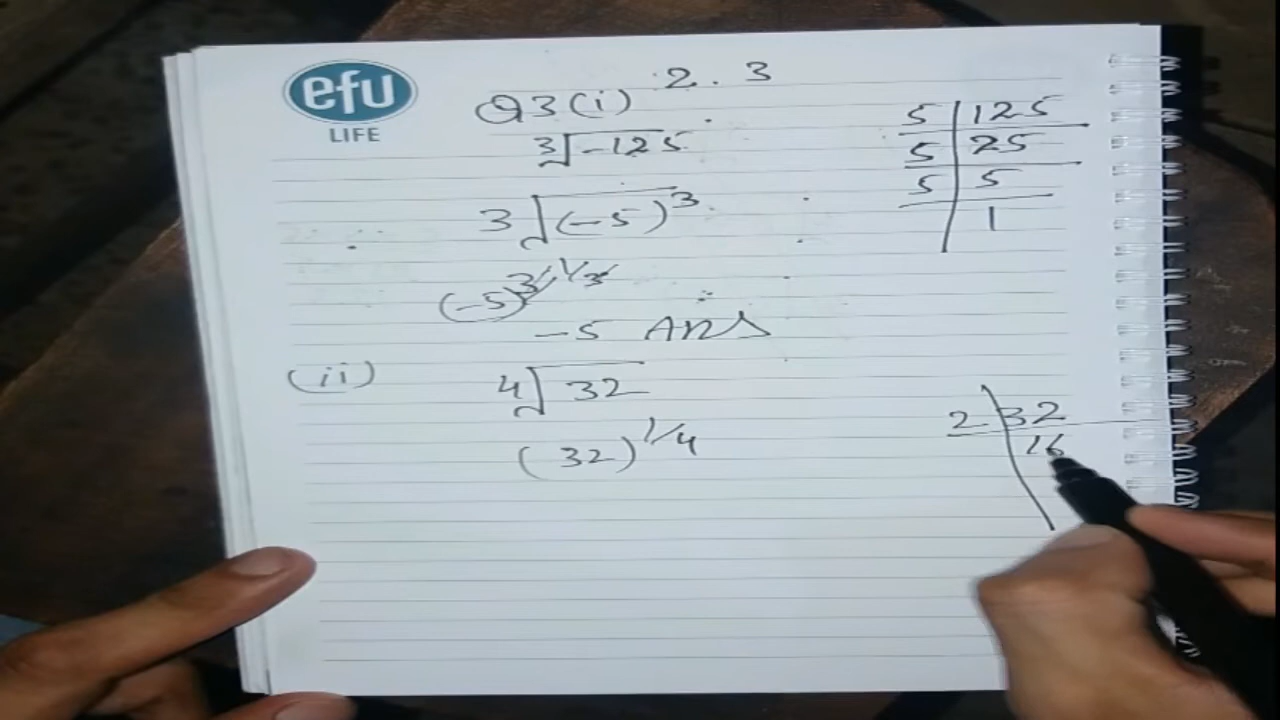 efu
LIFE
2.3
Q3(i)
3√-125
3√(-5)^3
(-5)^3×1/3
-5 Ans
5 | 125
5 | 25
5 | 5
1
(ii)
4√32
(32)^1/4
2 | 32
16